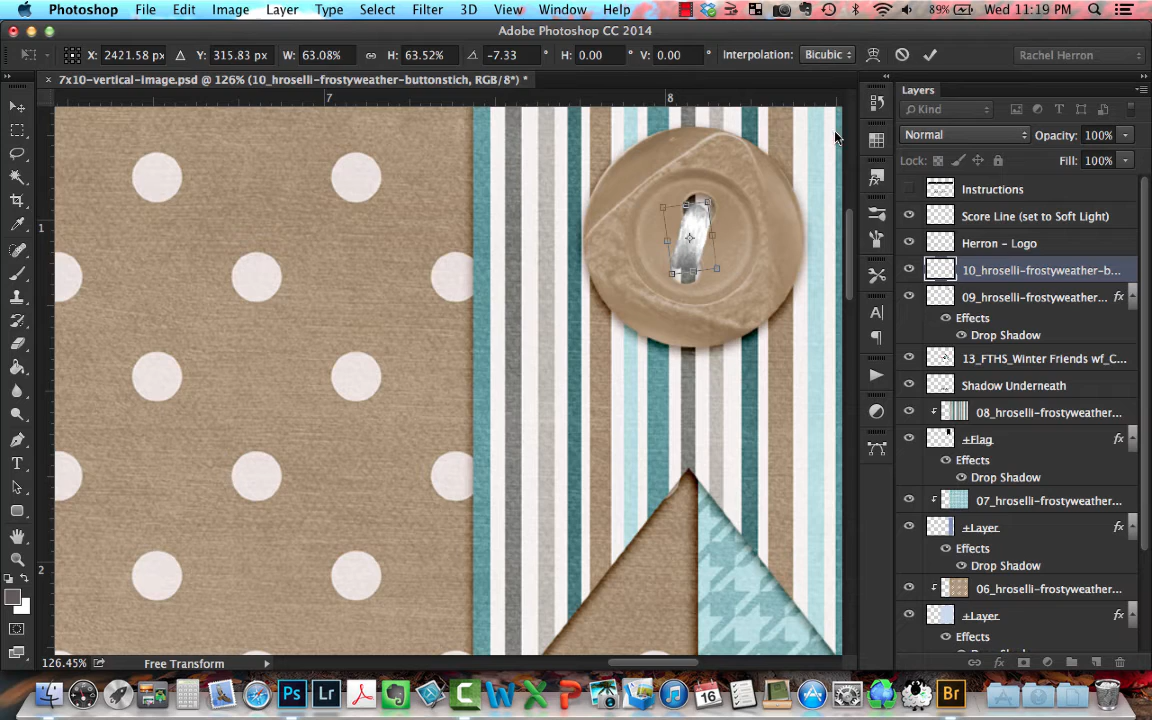 Photoshop File Edit Image Layer Type Select Filter 3D View Window Help 89% Wed 11:19 PM
Adobe Photoshop CC 2014
X: 2421.58 px Y: 315.83 px W: 63.08% H: 63.52% -7.33 ° H: 0.00 ° V: 0.00 ° Interpolation: Bicubic Rachel Herron
× 7x10-vertical-image.psd @ 126% (10_hroselli-frostyweather-buttonstich, RGB/8*) *
Layers
7 8
Kind
Normal Opacity: 100%
Lock: Fill: 100%
Instructions
Score Line (set to Soft Light)
1
Herron - Logo
10_hroselli-frostyweather-b...
09_hroselli-frostyweather... fx
Effects
Drop Shadow
13_FTHS_Winter Friends wf_C...
Shadow Underneath
08_hroselli-frostyweather...
+Flag fx
Effects
Drop Shadow
07_hroselli-frostyweather...
+Layer fx
Effects
2
Drop Shadow
06_hroselli-frostyweather...
+Layer fx
Effects
126.45% Free Transform
Ps Lr Br